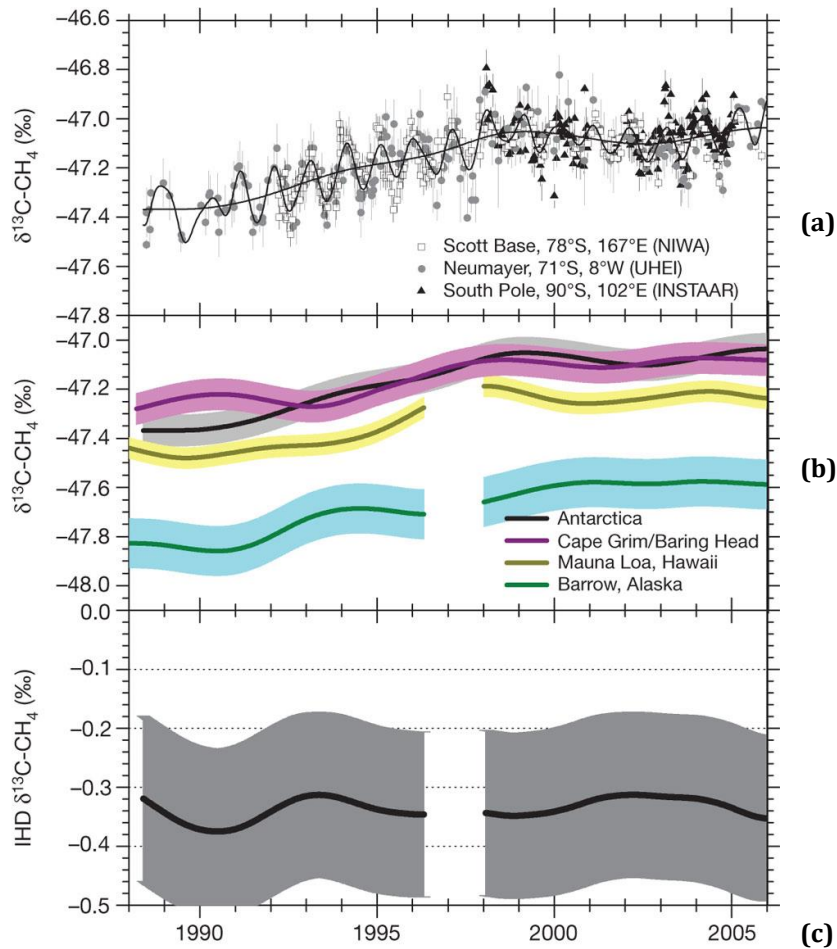 −46.6
−46.8
−47.0
−47.2
−47.4
−47.6
−47.8
δ¹³C-CH₄ (‰)
□ Scott Base, 78°S, 167°E (NIWA)
● Neumayer, 71°S, 8°W (UHEI)
▲ South Pole, 90°S, 102°E (INSTAAR)
(a)
−47.0
−47.2
−47.4
−47.6
−47.8
−48.0
δ¹³C-CH₄ (‰)
Antarctica
Cape Grim/Baring Head
Mauna Loa, Hawaii
Barrow, Alaska
(b)
0.0
−0.1
−0.2
−0.3
−0.4
−0.5
IHD δ¹³C-CH₄ (‰)
1990 1995 2000 2005
(c)